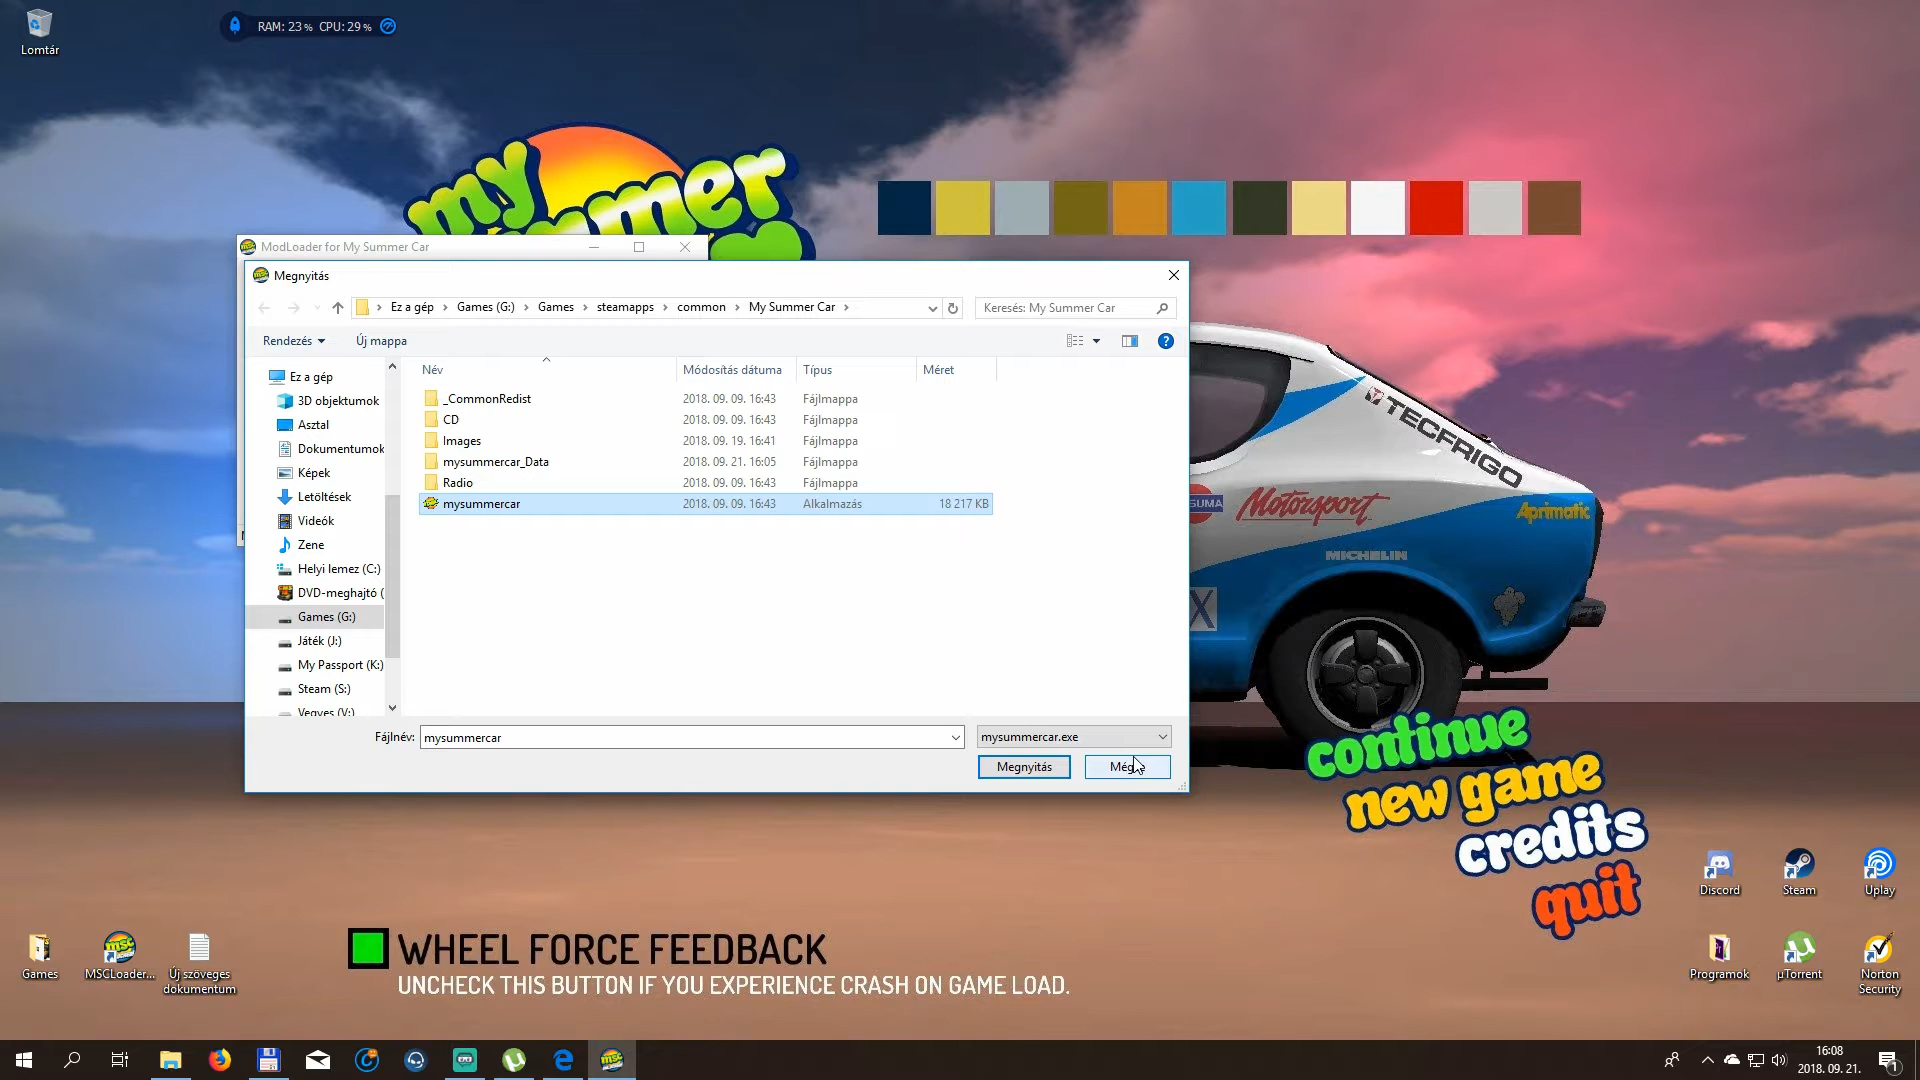 Lomtár
RAM: 23% CPU: 29%
my
summer
ModLoader for My Summer Car
Megnyitás
Ez a gép
Games (G:)
Games
steamapps
common
My Summer Car
Keresés: My Summer Car
Rendezés
Új mappa
Név
Módosítás dátuma
Típus
Méret
Ez a gép
3D objektumok
Asztal
Dokumentumok
Képek
Letöltések
Videók
Zene
Helyi lemez (C:)
DVD-meghajtó (
Games (G:)
Játék (J:)
My Passport (K:)
Steam (S:)
Vegyes (V:)
_CommonRedist 2018. 09. 09. 16:43 Fájlmappa
CD 2018. 09. 09. 16:43 Fájlmappa
Images 2018. 09. 19. 16:41 Fájlmappa
mysummercar_Data 2018. 09. 21. 16:05 Fájlmappa
Radio 2018. 09. 09. 16:43 Fájlmappa
mysummercar 2018. 09. 09. 16:43 Alkalmazás 18 217 KB
Fájlnév: mysummercar
mysummercar.exe
Megnyitás
TECFRIGO
SUMA
Motorsport
Aprimatic
MICHELIN
X
continue
new game
credits
quit
WHEEL FORCE FEEDBACK
UNCHECK THIS BUTTON IF YOU EXPERIENCE CRASH ON GAME LOAD.
Discord
Steam
Uplay
Games
MSCLoader...
Új szöveges
dokumentum
Programok
µTorrent
Norton
Security
16:08
2018. 09. 21.
1